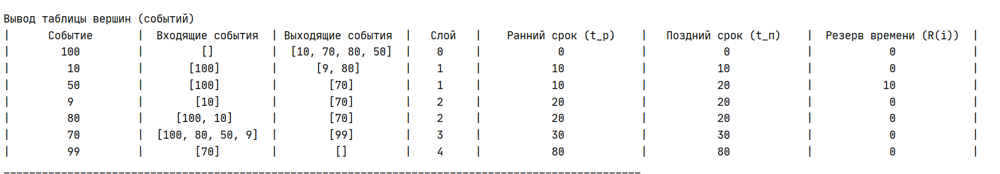 Вывод таблицы вершин (событий)
| Событие | Входящие события | Выходящие события | Слой | Ранний срок (t_р) | Поздний срок (t_п) | Резерв времени (R(i)) |
| 100 | [] | [10, 70, 80, 50] | 0 | 0 | 0 | 0 |
| 10 | [100] | [9, 80] | 1 | 10 | 10 | 0 |
| 50 | [100] | [70] | 1 | 10 | 20 | 10 |
| 9 | [10] | [70] | 2 | 20 | 20 | 0 |
| 80 | [100, 10] | [70] | 2 | 20 | 20 | 0 |
| 70 | [100, 80, 50, 9] | [99] | 3 | 30 | 30 | 0 |
| 99 | [70] | [] | 4 | 80 | 80 | 0 |
____________________________________________________________________________________________________